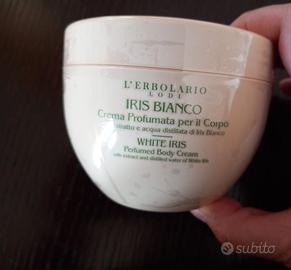 L'ERBOLARIO
LODI
IRIS BIANCO
Crema Profumata per il Corpo
estratto e acqua distillata di Iris Bianco
WHITE IRIS
Perfumed Body Cream
with extract and distilled water of White Iris
subito